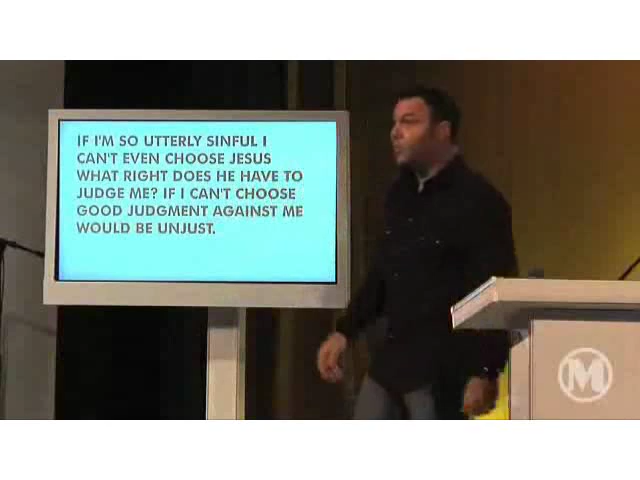 IF I'M SO UTTERLY SINFUL I
CAN'T EVEN CHOOSE JESUS
WHAT RIGHT DOES HE HAVE TO
JUDGE ME? IF I CAN'T CHOOSE
GOOD JUDGMENT AGAINST ME
WOULD BE UNJUST.
M